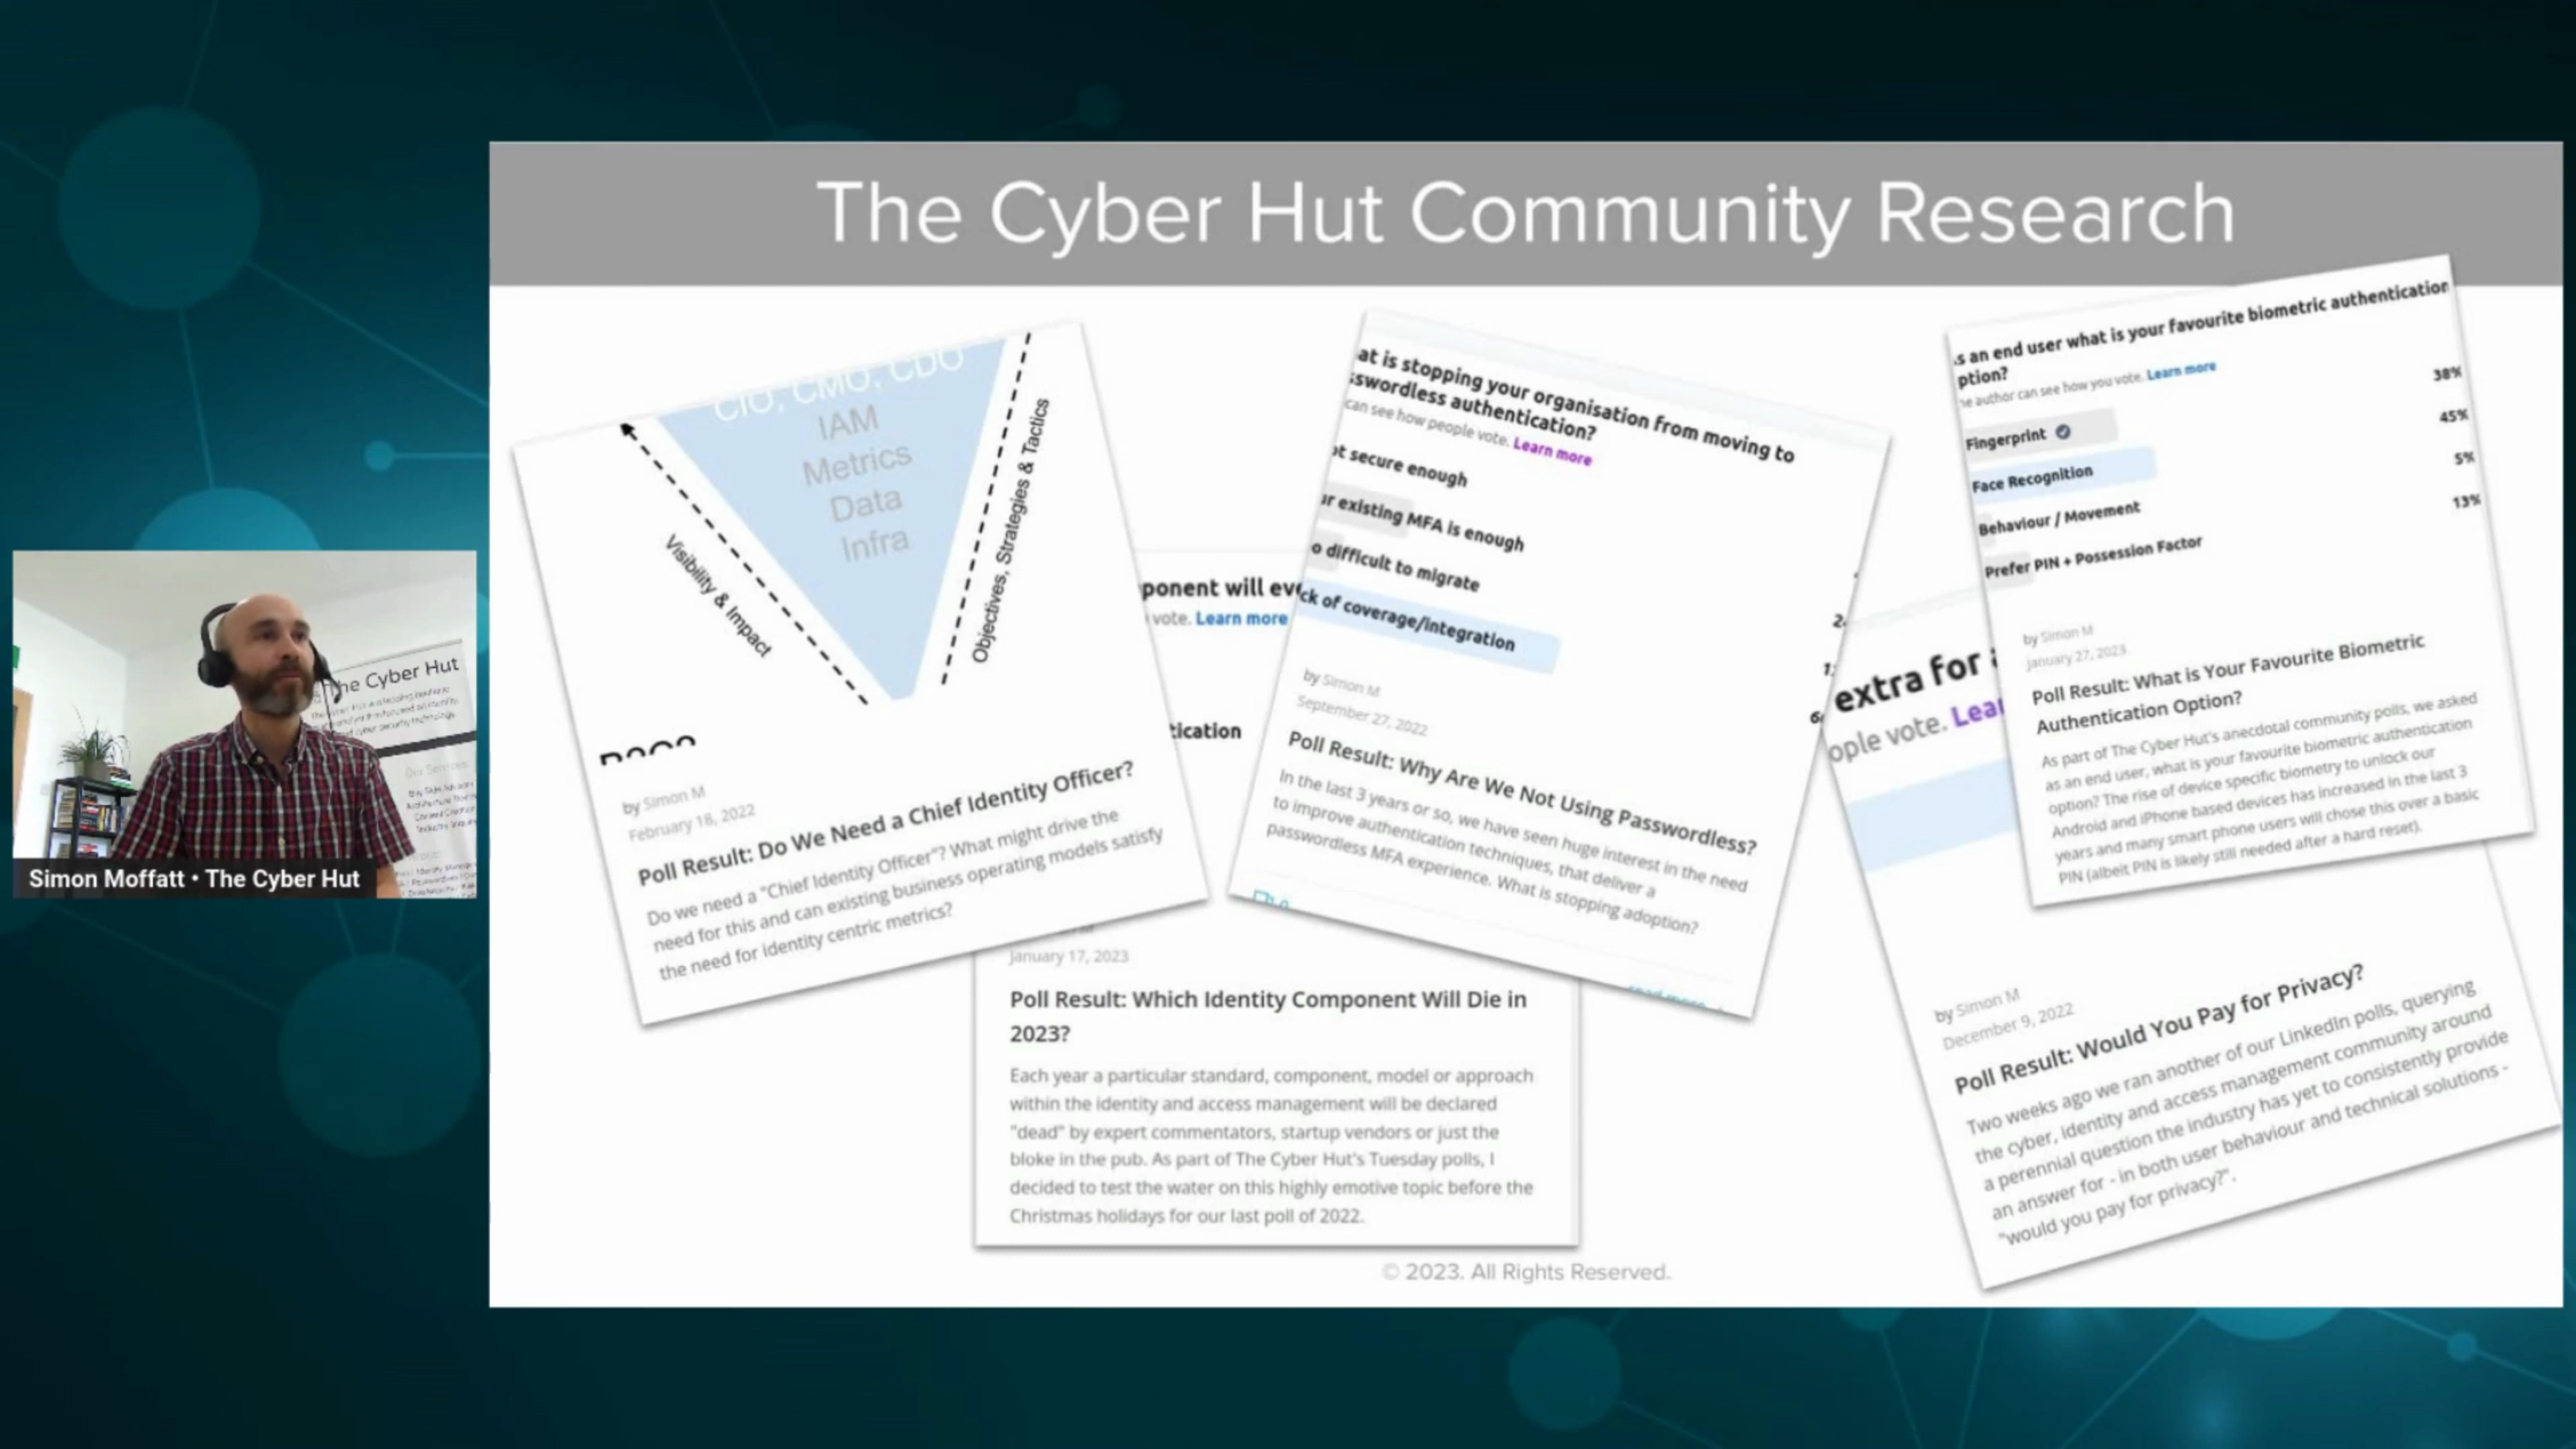 The Cyber Hut Community Research
CIO, CMO, CDO
IAM
Metrics
Data
Infra
Visibility & Impact
Objectives, Strategies & Tactics
by Simon M
February 18, 2022
Poll Result: Do We Need a Chief Identity Officer?
Do we need a "Chief Identity Officer"? What might drive the
need for this and can existing business operating models satisfy
the need for identity centric metrics?
ponent will eve
vote. Learn more
tication
January 17, 2023
Poll Result: Which Identity Component Will Die in
2023?
Each year a particular standard, component, model or approach
within the identity and access management will be declared
"dead" by expert commentators, startup vendors or just the
bloke in the pub. As part of The Cyber Hut's Tuesday polls, I
decided to test the water on this highly emotive topic before the
Christmas holidays for our last poll of 2022.
at is stopping your organisation from moving to
sswordless authentication?
can see how people vote. Learn more
ot secure enough
ur existing MFA is enough
o difficult to migrate
ck of coverage/integration
by Simon M
September 27, 2022
Poll Result: Why Are We Not Using Passwordless?
In the last 3 years or so, we have seen huge interest in the need
to improve authentication techniques, that deliver a
passwordless MFA experience. What is stopping adoption?
read more
s an end user what is your favourite biometric authentication
ption?
he author can see how you vote. Learn more
Fingerprint 38%
Face Recognition 45%
Behaviour / Movement 5%
Prefer PIN + Possession Factor 13%
by Simon M
January 27, 2023
Poll Result: What is Your Favourite Biometric
Authentication Option?
As part of The Cyber Hut's anecdotal community polls, we asked
as an end user, what is your favourite biometric authentication
option? The rise of device specific biometry to unlock our
Android and iPhone based devices has increased in the last 3
years and many smart phone users will chose this over a basic
PIN (albeit PIN is likely still needed after a hard reset).
extra for
ople vote. Lear
by Simon M
December 9, 2022
Poll Result: Would You Pay for Privacy?
Two weeks ago we ran another of our LinkedIn polls, querying
the cyber, identity and access management community around
a perennial question the industry has yet to consistently provide
an answer for - in both user behaviour and technical solutions -
"would you pay for privacy?".
© 2023. All Rights Reserved.
The Cyber Hut
Simon Moffatt • The Cyber Hut